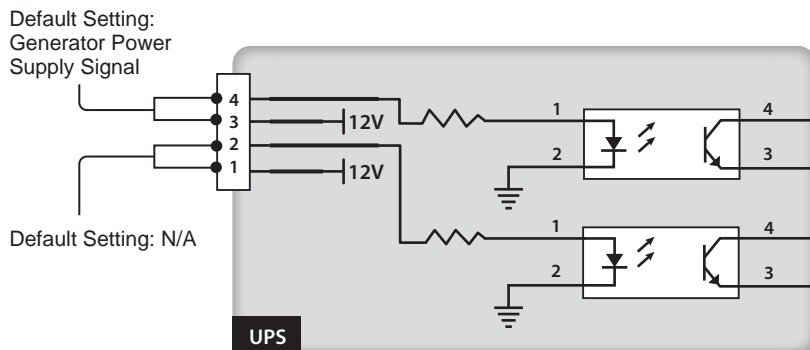 Default Setting:
Generator Power
Supply Signal
4
3
12V
2
1
12V
Default Setting: N/A
1
2
4
3
1
2
4
3
UPS